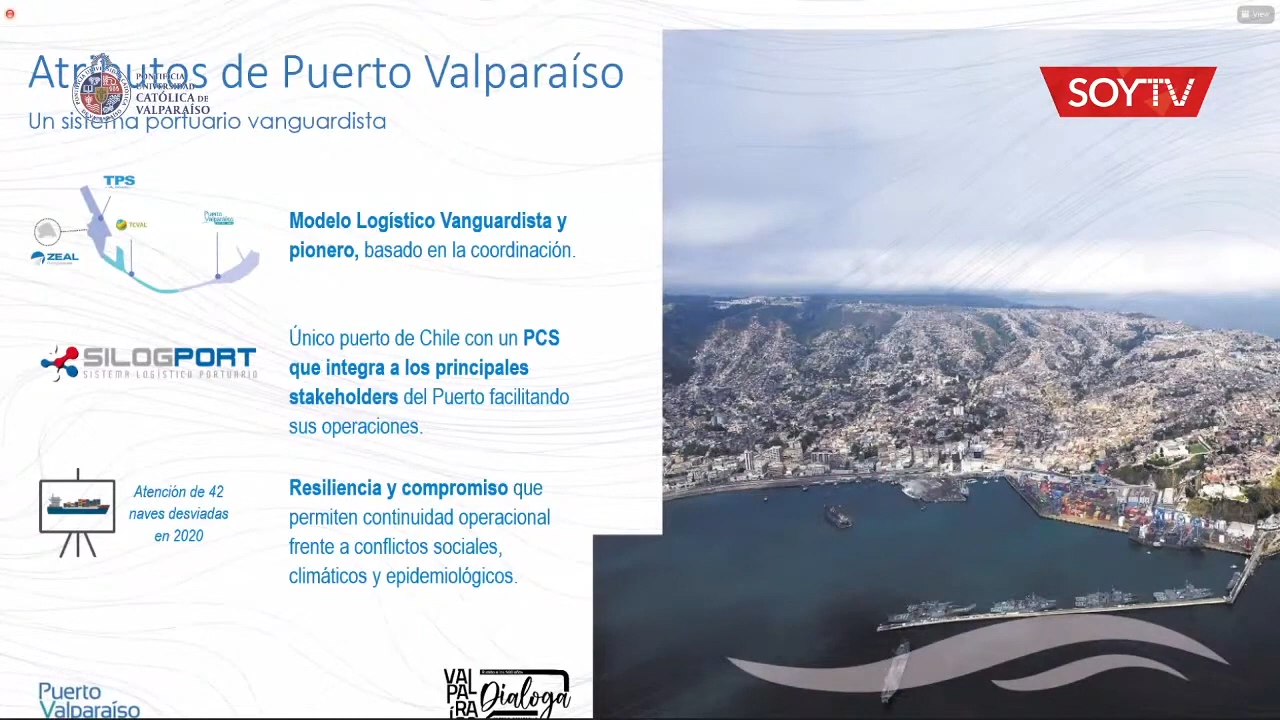 View
Atributos de Puerto Valparaíso
PONTIFICIA
UNIVERSIDAD
CATÓLICA DE
VALPARAÍSO
Un sistema portuario vanguardista
SOYTV
TPS
TCVAL
Puerto
Valparaíso
ZEAL
Modelo Logístico Vanguardista y
pionero, basado en la coordinación.
SILOGPORT
SISTEMA LOGÍSTICO PORTUARIO
Único puerto de Chile con un PCS
que integra a los principales
stakeholders del Puerto facilitando
sus operaciones.
Atención de 42
naves desviadas
en 2020
Resiliencia y compromiso que
permiten continuidad operacional
frente a conflictos sociales,
climáticos y epidemiológicos.
Puerto
Valparaíso
VAL
PA
ÍRA
Dialoga